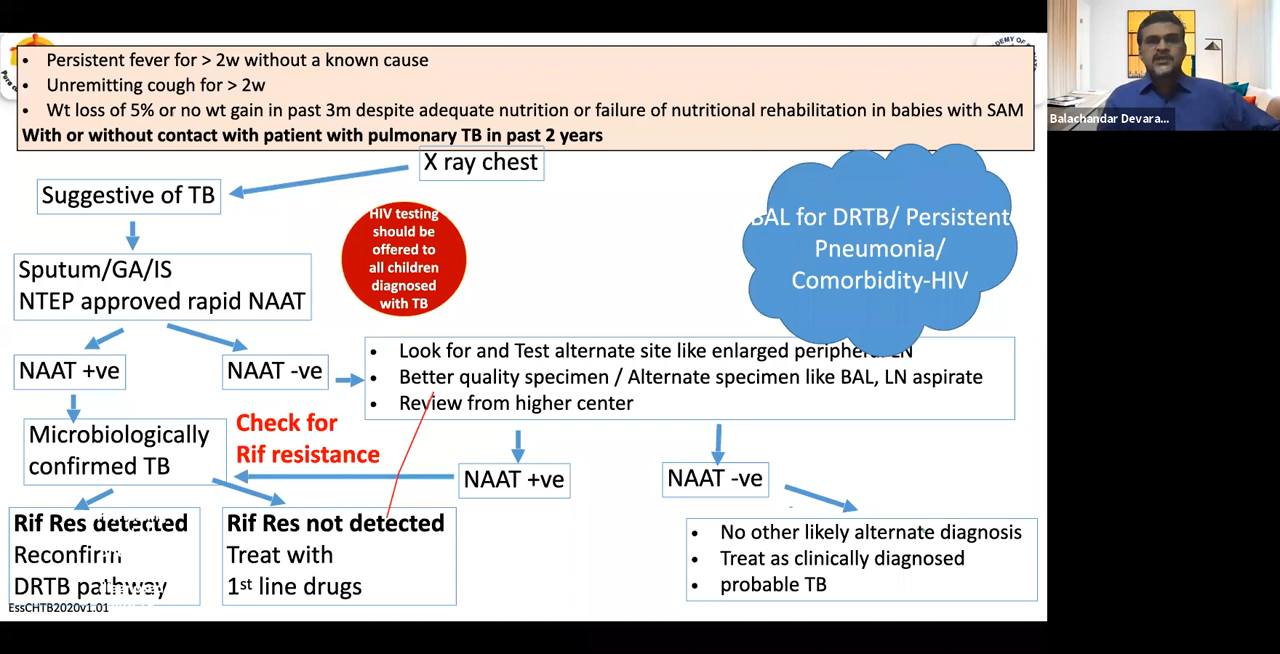 • Persistent fever for > 2w without a known cause
• Unremitting cough for > 2w
• Wt loss of 5% or no wt gain in past 3m despite adequate nutrition or failure of nutritional rehabilitation in babies with SAM
With or without contact with patient with pulmonary TB in past 2 years
Balachandar Devara...
X ray chest
Suggestive of TB
HIV testing
should be
offered to
all children
diagnosed
with TB
BAL for DRTB/ Persistent
Pneumonia/
Comorbidity-HIV
Sputum/GA/IS
NTEP approved rapid NAAT
NAAT +ve
NAAT -ve
• Look for and Test alternate site like enlarged peripheral LN
• Better quality specimen / Alternate specimen like BAL, LN aspirate
• Review from higher center
Microbiologically
confirmed TB
Check for
Rif resistance
NAAT +ve
NAAT -ve
Rif Res detected
Reconfirm
DRTB pathway
Rif Res not detected
Treat with
1st line drugs
• No other likely alternate diagnosis
• Treat as clinically diagnosed
• probable TB
EssCHTB2020v1.01